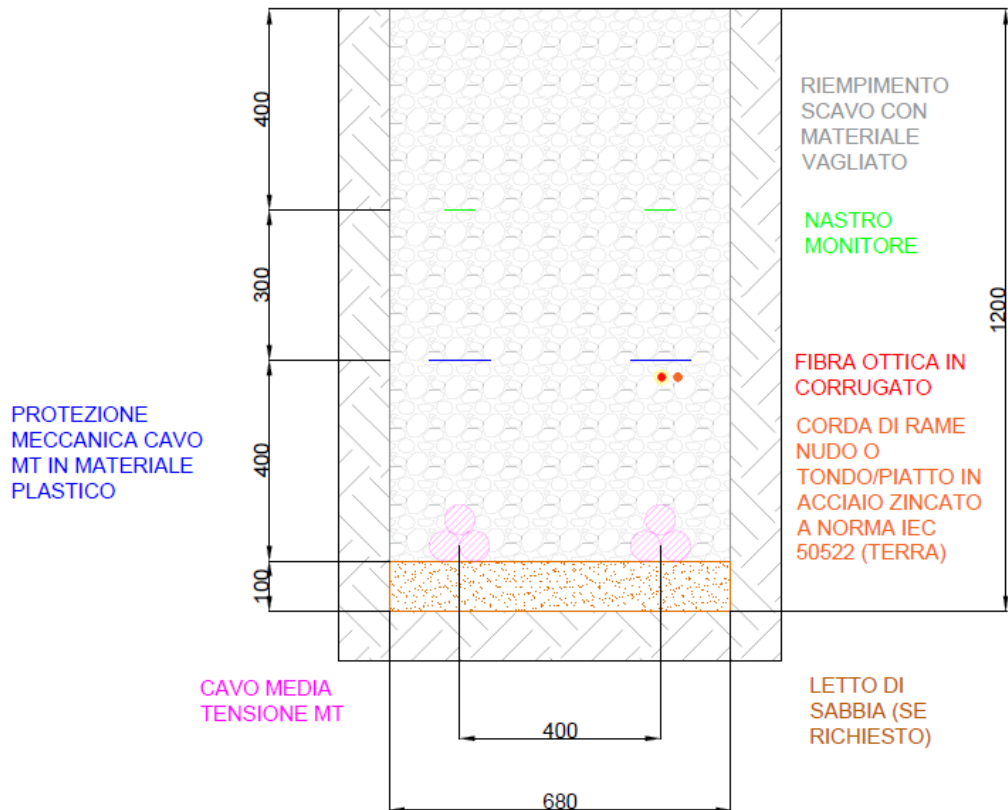 400
RIEMPIMENTO
SCAVO CON
MATERIALE
VAGLIATO
NASTRO
MONITORE
300
1200
FIBRA OTTICA IN
CORRUGATO
PROTEZIONE
MECCANICA CAVO
MT IN MATERIALE
PLASTICO
400
CORDA DI RAME
NUDO O
TONDO/PIATTO IN
ACCIAIO ZINCATO
A NORMA IEC
50522 (TERRA)
100
CAVO MEDIA
TENSIONE MT
LETTO DI
SABBIA (SE
RICHIESTO)
400
680